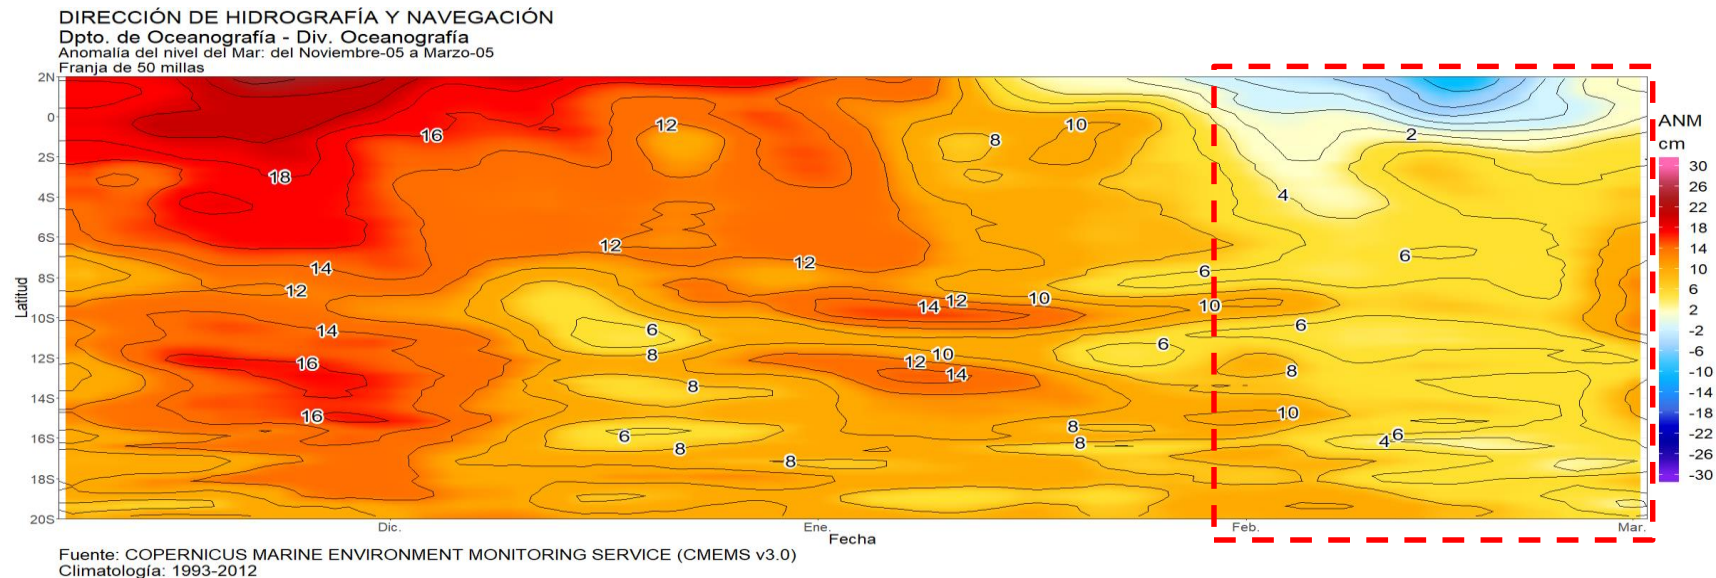 DIRECCIÓN DE HIDROGRAFÍA Y NAVEGACIÓN
Dpto. de Oceanografía - Div. Oceanografía
Anomalía del nivel del Mar: del Noviembre-05 a Marzo-05
Franja de 50 millas
2N
0
2S
4S
6S
8S
10S
12S
14S
16S
18S
20S
Latitud
16
18
14
12
14
16
16
12
12
12
6
8
8
6
8
8
8
10
14
12
10
12
10
14
6
8
8
6
10
2
4
6
6
8
10
4
6
ANM
cm
30
26
22
18
14
10
6
2
-2
-6
-10
-14
-18
-22
-26
-30
Dic.
Ene.
Feb.
Mar.
Fecha
Fuente: COPERNICUS MARINE ENVIRONMENT MONITORING SERVICE (CMEMS v3.0)
Climatología: 1993-2012